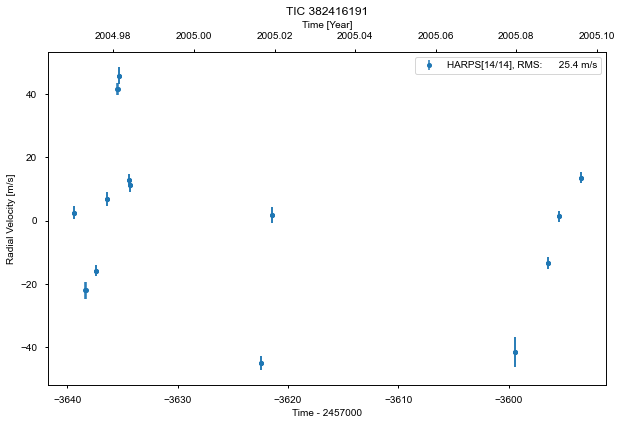 TIC 382416191
Time [Year]
2004.98 2005.00 2005.02 2005.04 2005.06 2005.08 2005.10
HARPS[14/14], RMS: 25.4 m/s
Radial Velocity [m/s]
40
20
0
−20
−40
−3640 −3630 −3620 −3610 −3600
Time - 2457000